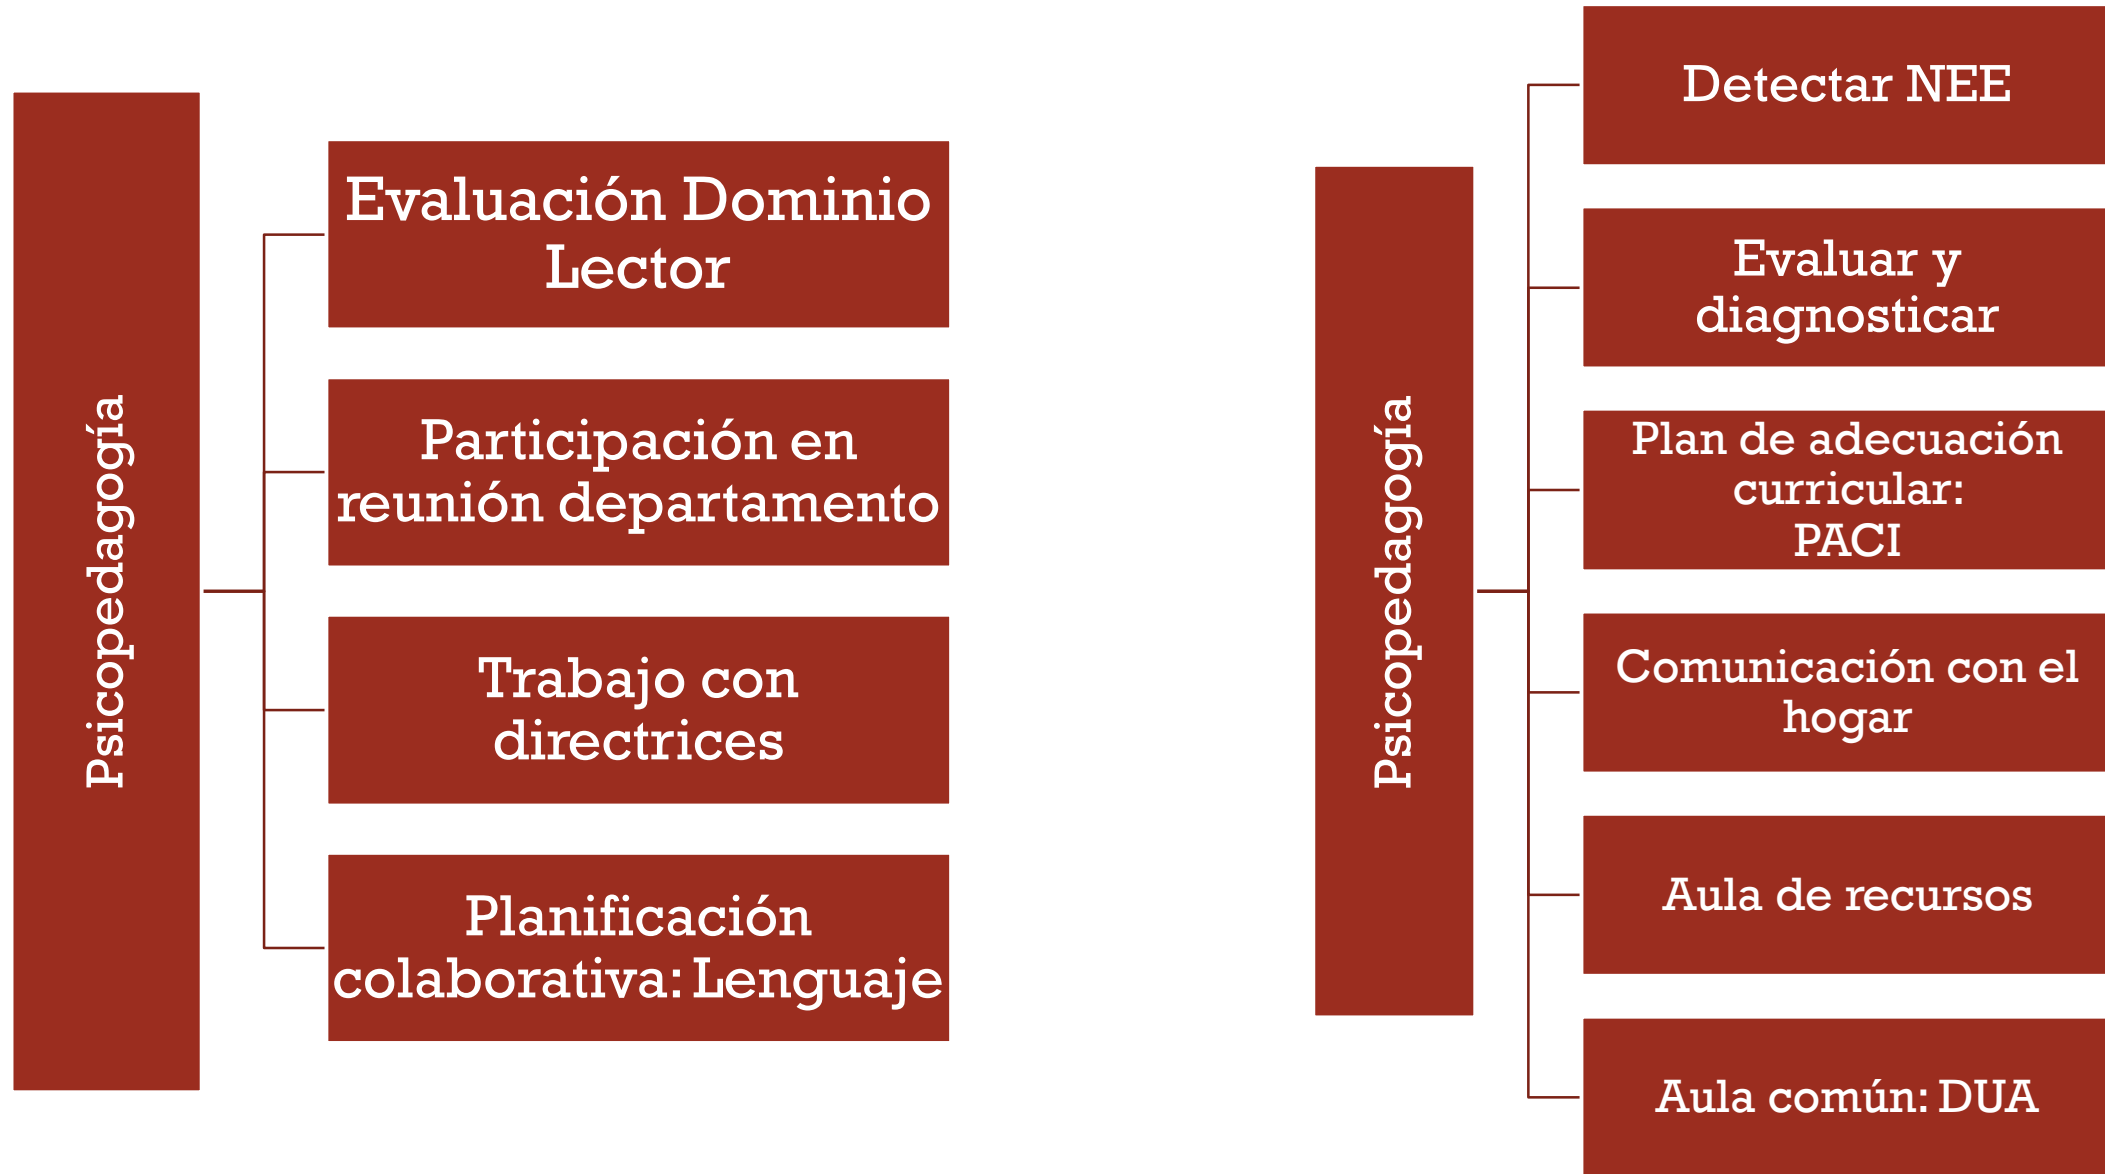 Psicopedagogía
Evaluación Dominio
Lector
Participación en
reunión departamento
Trabajo con
directrices
Planificación
colaborativa: Lenguaje
Psicopedagogía
Detectar NEE
Evaluar y
diagnosticar
Plan de adecuación
curricular:
PACI
Comunicación con el
hogar
Aula de recursos
Aula común: DUA